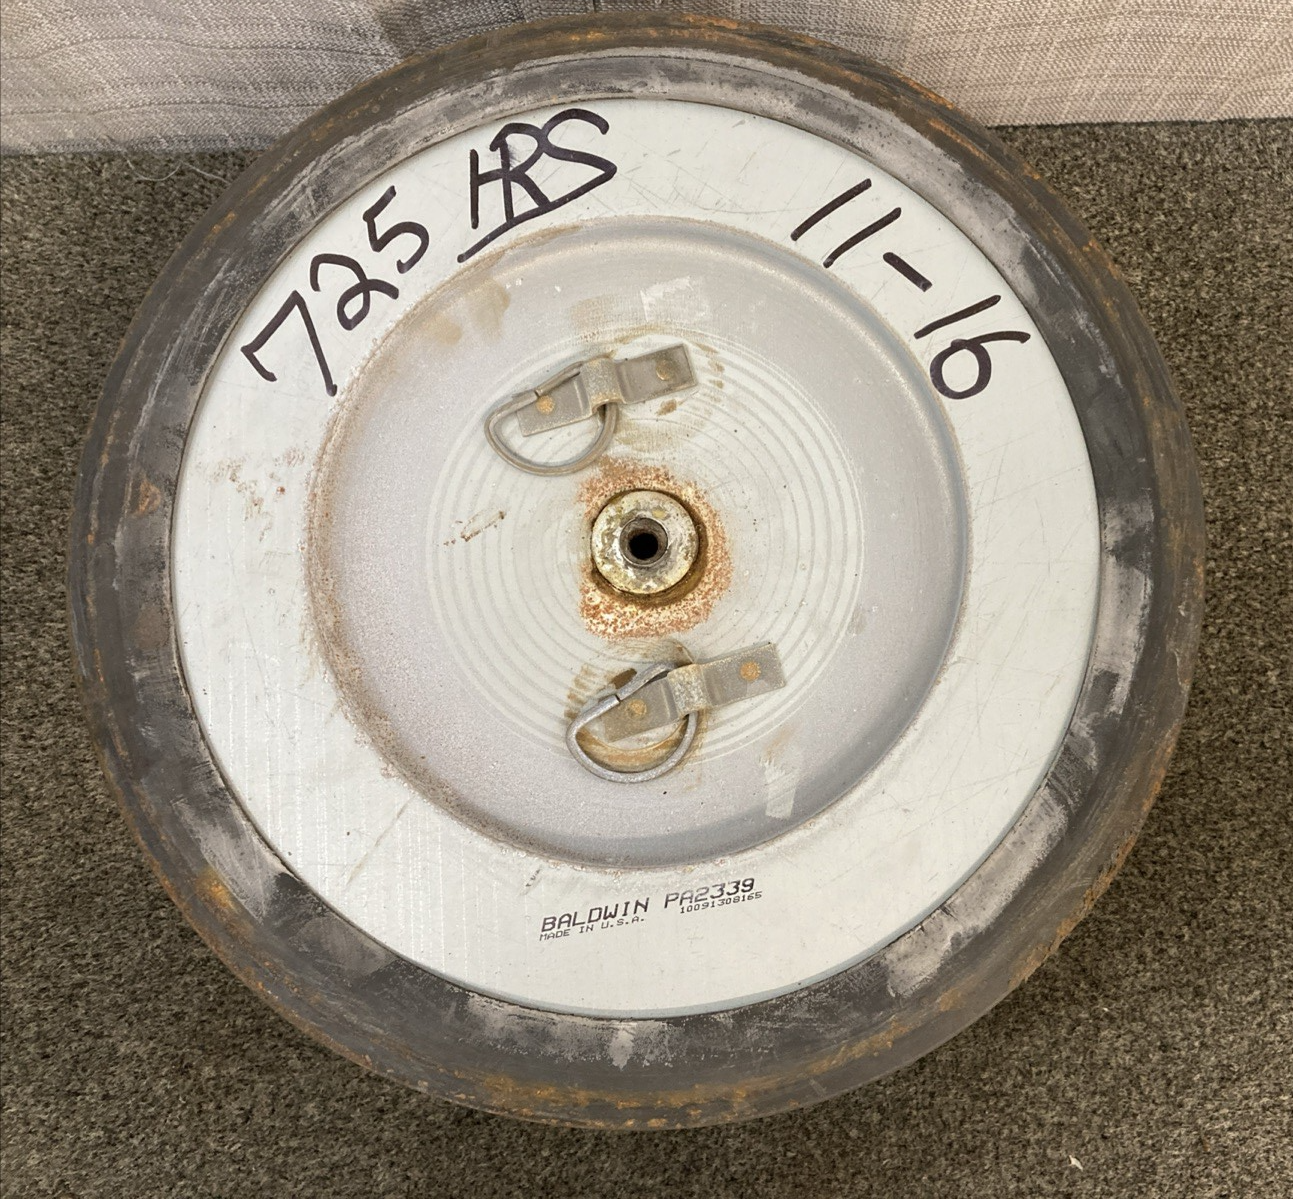 725 HRS
11-16
BALDWIN PA2339
MADE IN U.S.A. 10091308165